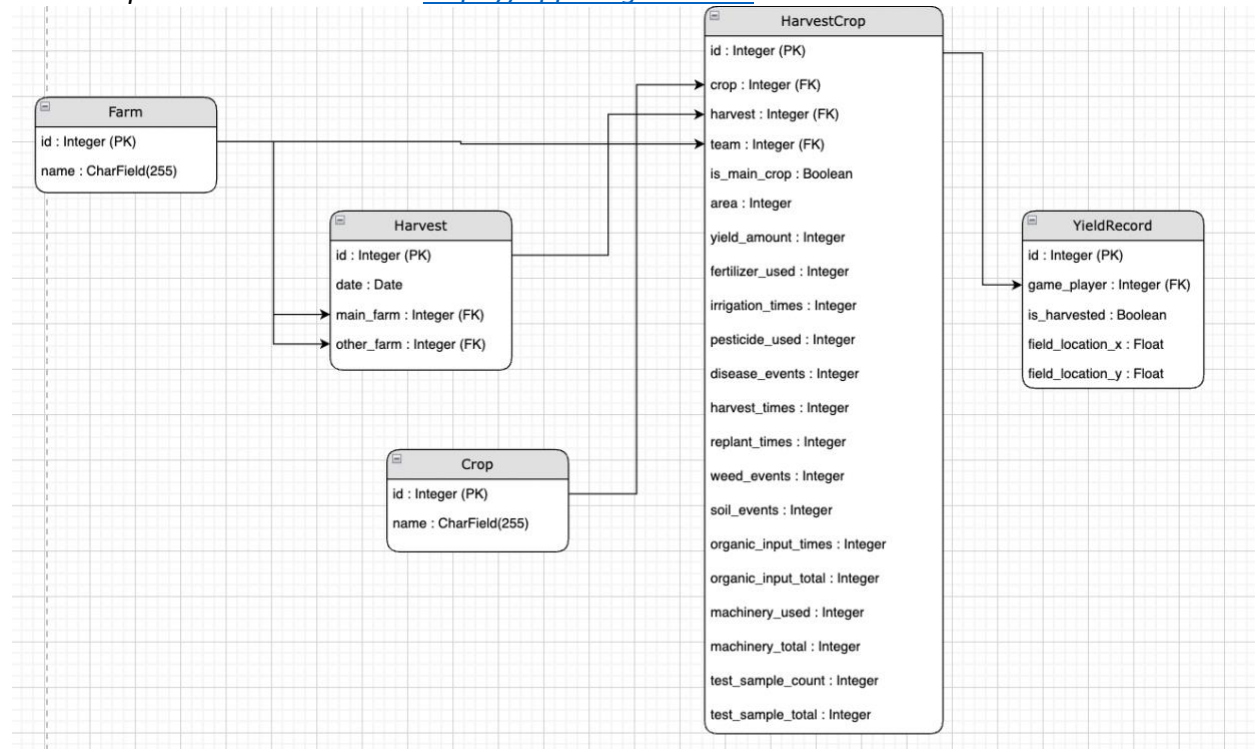 HarvestCrop
id : Integer (PK)
crop : Integer (FK)
harvest : Integer (FK)
team : Integer (FK)
is_main_crop : Boolean
area : Integer
yield_amount : Integer
fertilizer_used : Integer
irrigation_times : Integer
pesticide_used : Integer
disease_events : Integer
harvest_times : Integer
replant_times : Integer
weed_events : Integer
soil_events : Integer
organic_input_times : Integer
organic_input_total : Integer
machinery_used : Integer
machinery_total : Integer
test_sample_count : Integer
test_sample_total : Integer
Farm
id : Integer (PK)
name : CharField(255)
Harvest
id : Integer (PK)
date : Date
main_farm : Integer (FK)
other_farm : Integer (FK)
Crop
id : Integer (PK)
name : CharField(255)
YieldRecord
id : Integer (PK)
game_player : Integer (FK)
is_harvested : Boolean
field_location_x : Float
field_location_y : Float